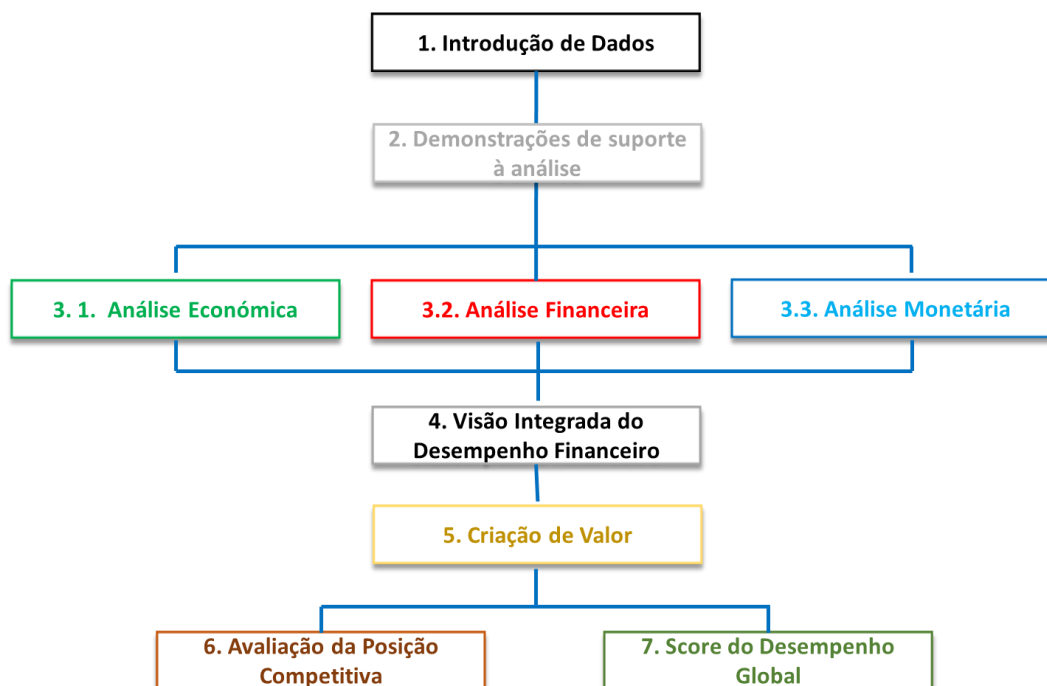 1. Introdução de Dados
2. Demonstrações de suporte
à análise
3. 1. Análise Económica
3.2. Análise Financeira
3.3. Análise Monetária
4. Visão Integrada do
Desempenho Financeiro
5. Criação de Valor
6. Avaliação da Posição
Competitiva
7. Score do Desempenho
Global